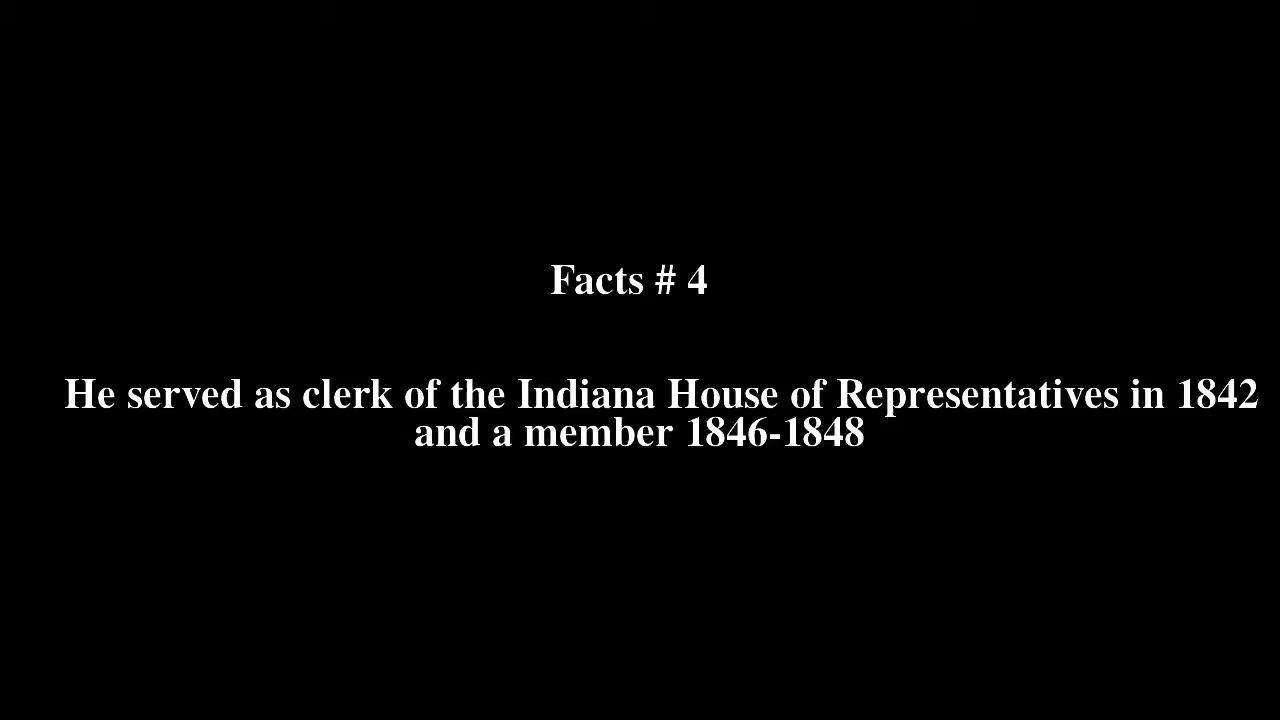 Facts # 4
He served as clerk of the Indiana House of Representatives in 1842
and a member 1846-1848